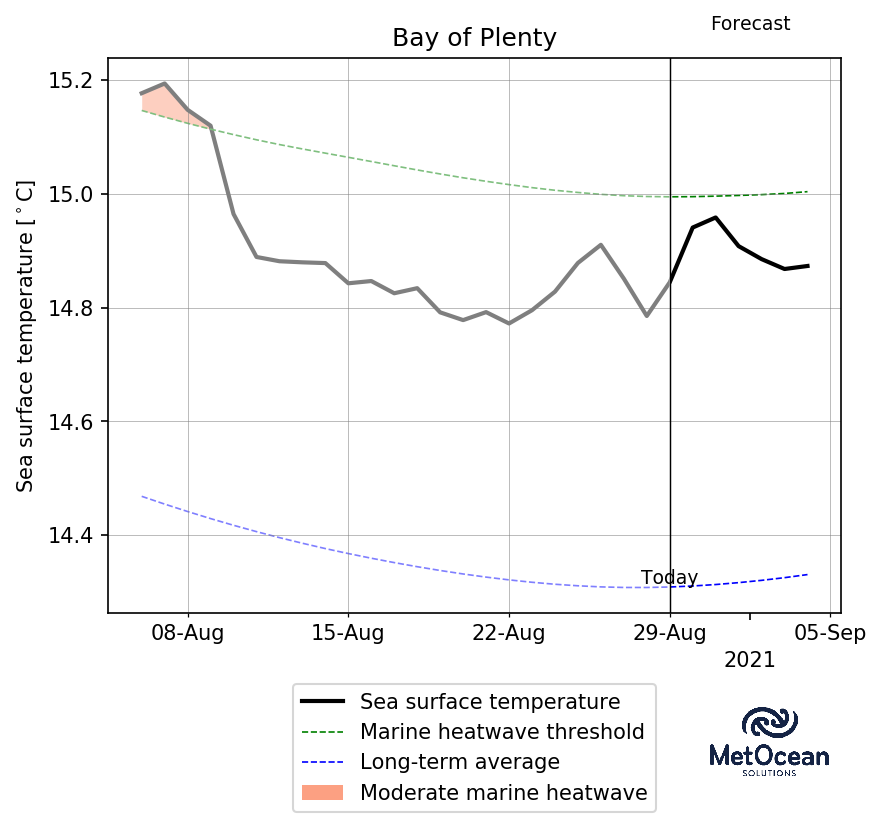 Forecast
Bay of Plenty
Sea surface temperature [°C]
15.2
15.0
14.8
14.6
14.4
Today
08-Aug 15-Aug 22-Aug 29-Aug 05-Sep
2021
Sea surface temperature
Marine heatwave threshold
Long-term average
Moderate marine heatwave
MetOcean
SOLUTIONS